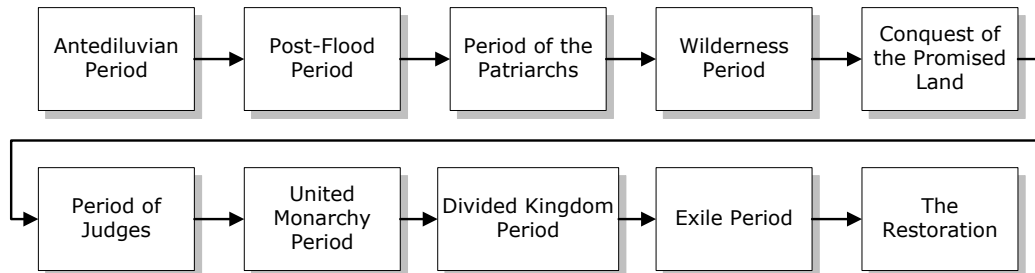 Antediluvian
Period
Post-Flood
Period
Period of the
Patriarchs
Wilderness
Period
Conquest of
the Promised
Land
Period of
Judges
United
Monarchy
Period
Divided Kingdom
Period
Exile Period
The
Restoration